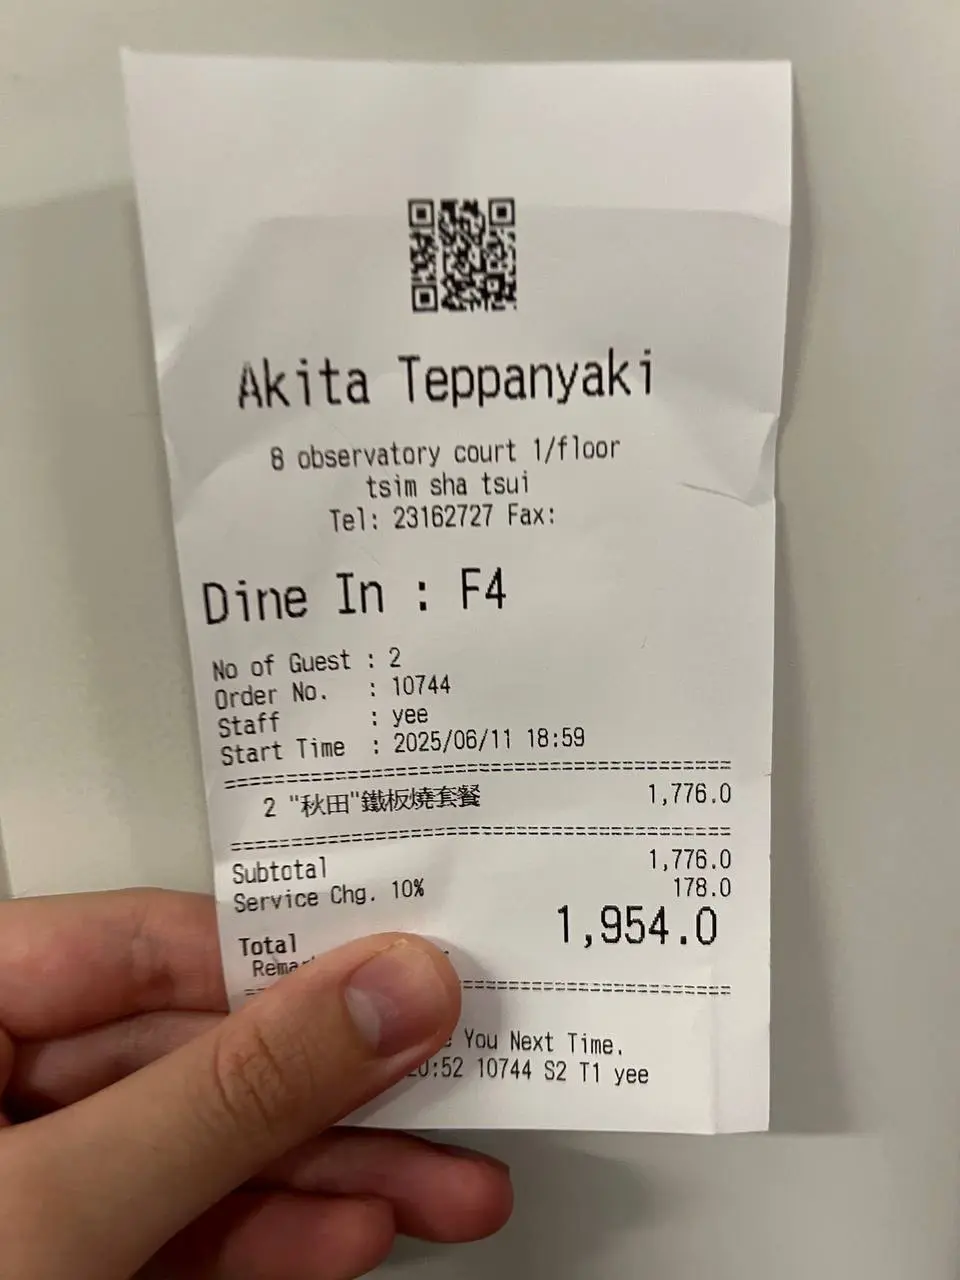 Akita Teppanyaki
8 observatory court 1/floor
tsim sha tsui
Tel: 23162727 Fax:
Dine In : F4
No of Guest : 2
Order No. : 10744
Staff : yee
Start Time : 2025/06/11 18:59
2 "秋田"鐵板燒套餐 1,776.0
Subtotal 1,776.0
Service Chg. 10% 178.0
Total 1,954.0
You Next Time.
:52 10744 S2 T1 yee